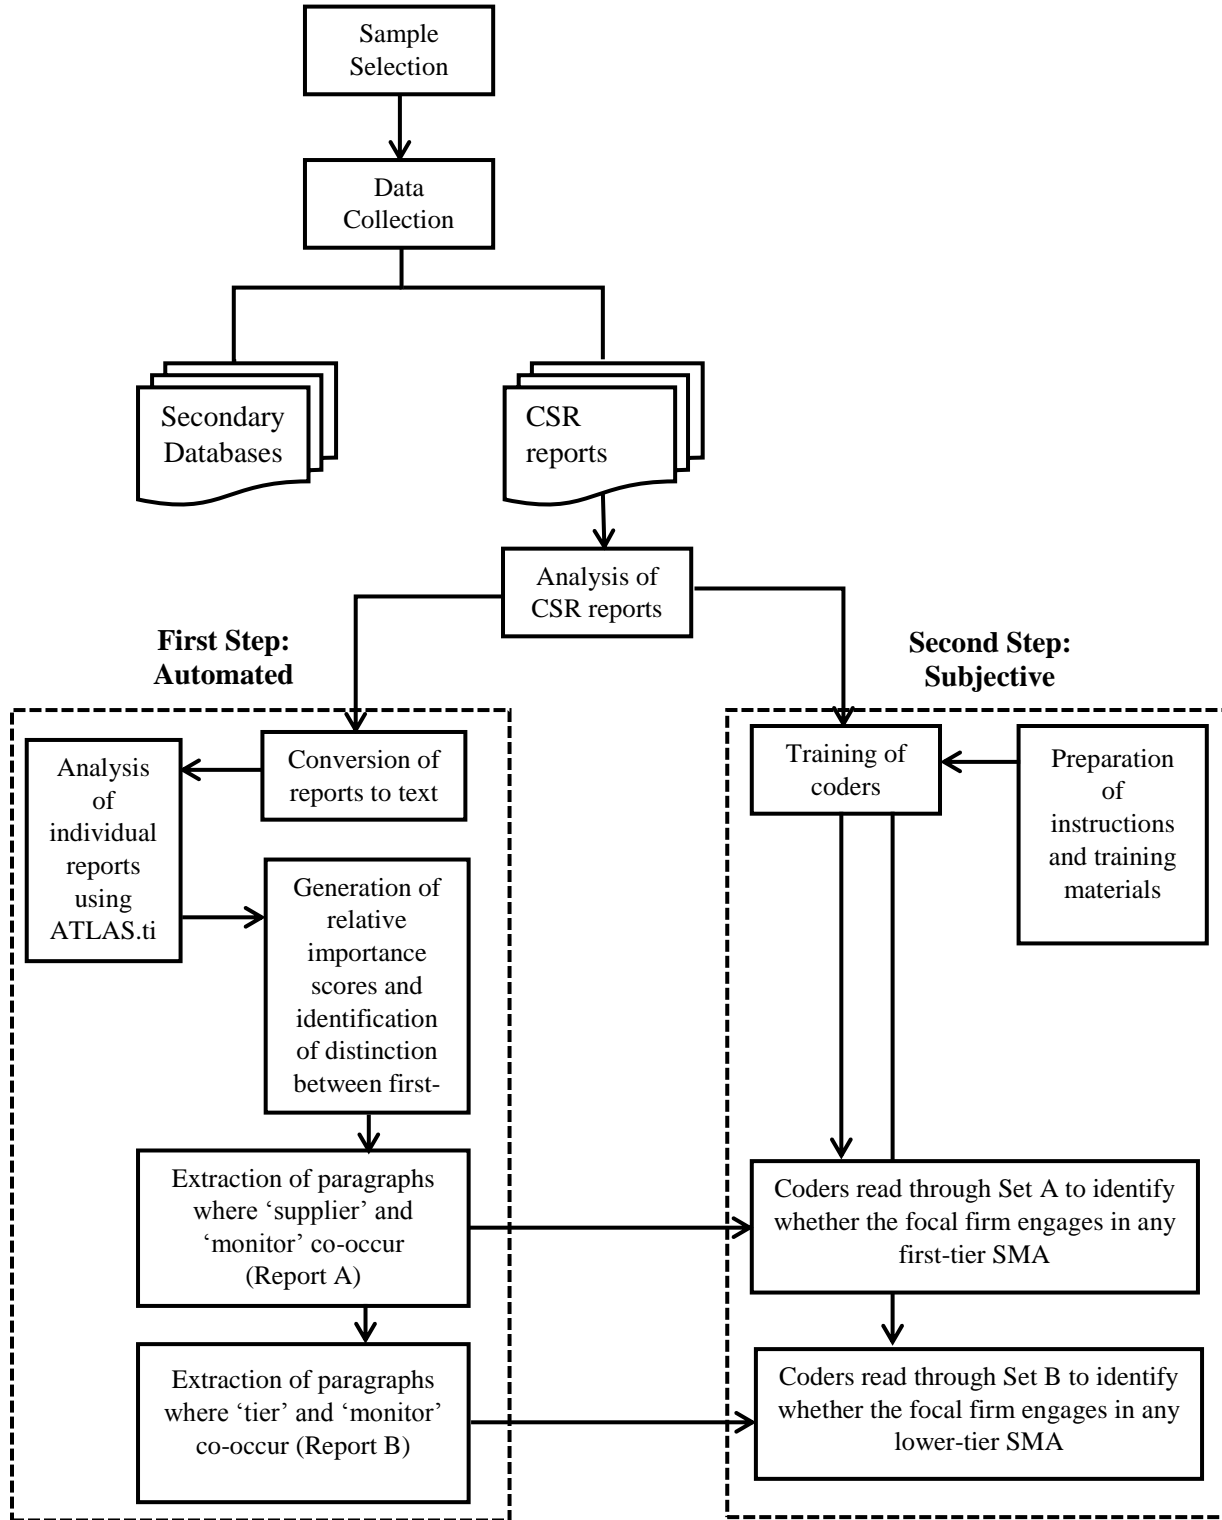 Sample
Selection
Data
Collection
Secondary
Databases
CSR
reports
Analysis of
CSR reports
First Step:
Automated
Second Step:
Subjective
Conversion of
reports to text
Analysis
of
individual
reports
using
ATLAS.ti
Generation of
relative
importance
scores and
identification
of distinction
between first-
Extraction of paragraphs
where ‘supplier’ and
‘monitor’ co-occur
(Report A)
Extraction of paragraphs
where ‘tier’ and ‘monitor’
co-occur (Report B)
Training of
coders
Preparation
of
instructions
and training
materials
Coders read through Set A to identify
whether the focal firm engages in any
first-tier SMA
Coders read through Set B to identify
whether the focal firm engages in any
lower-tier SMA